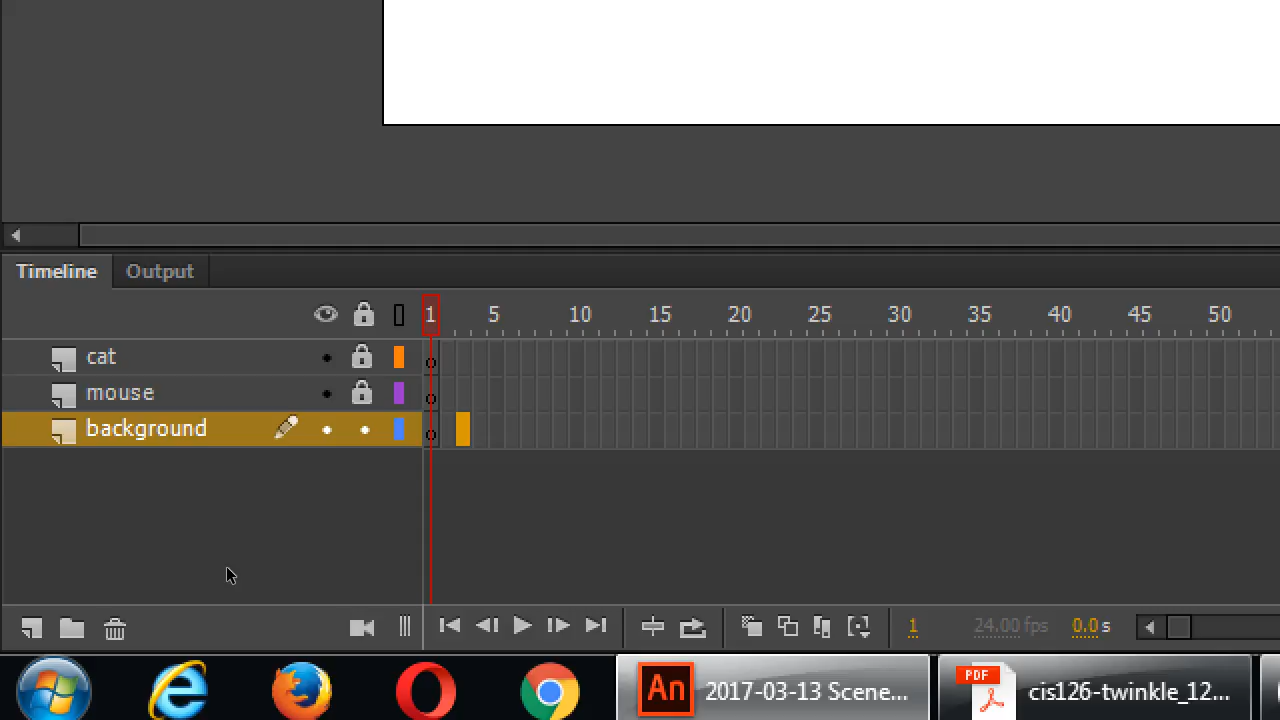 Timeline Output
1 5 10 15 20 25 30 35 40 45 50
cat
mouse
background
1 24.00 fps 0.0 s
An 2017-03-13 Scene... PDF cis126-twinkle_12...